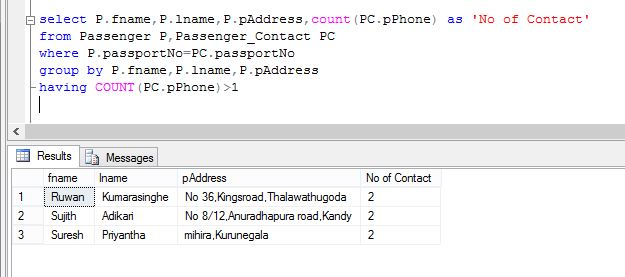 select P.fname,P.lname,P.pAddress,count(PC.pPhone) as 'No of Contact'
from Passenger P,Passenger_Contact PC
where P.passportNo=PC.passportNo
group by P.fname,P.lname,P.pAddress
having COUNT(PC.pPhone)>1
Results Messages
fname lname pAddress No of Contact
1 Ruwan Kumarasinghe No 36,Kingsroad,Thalawathugoda 2
2 Sujith Adikari No 8/12,Anuradhapura road,Kandy 2
3 Suresh Priyantha mihira,Kurunegala 2